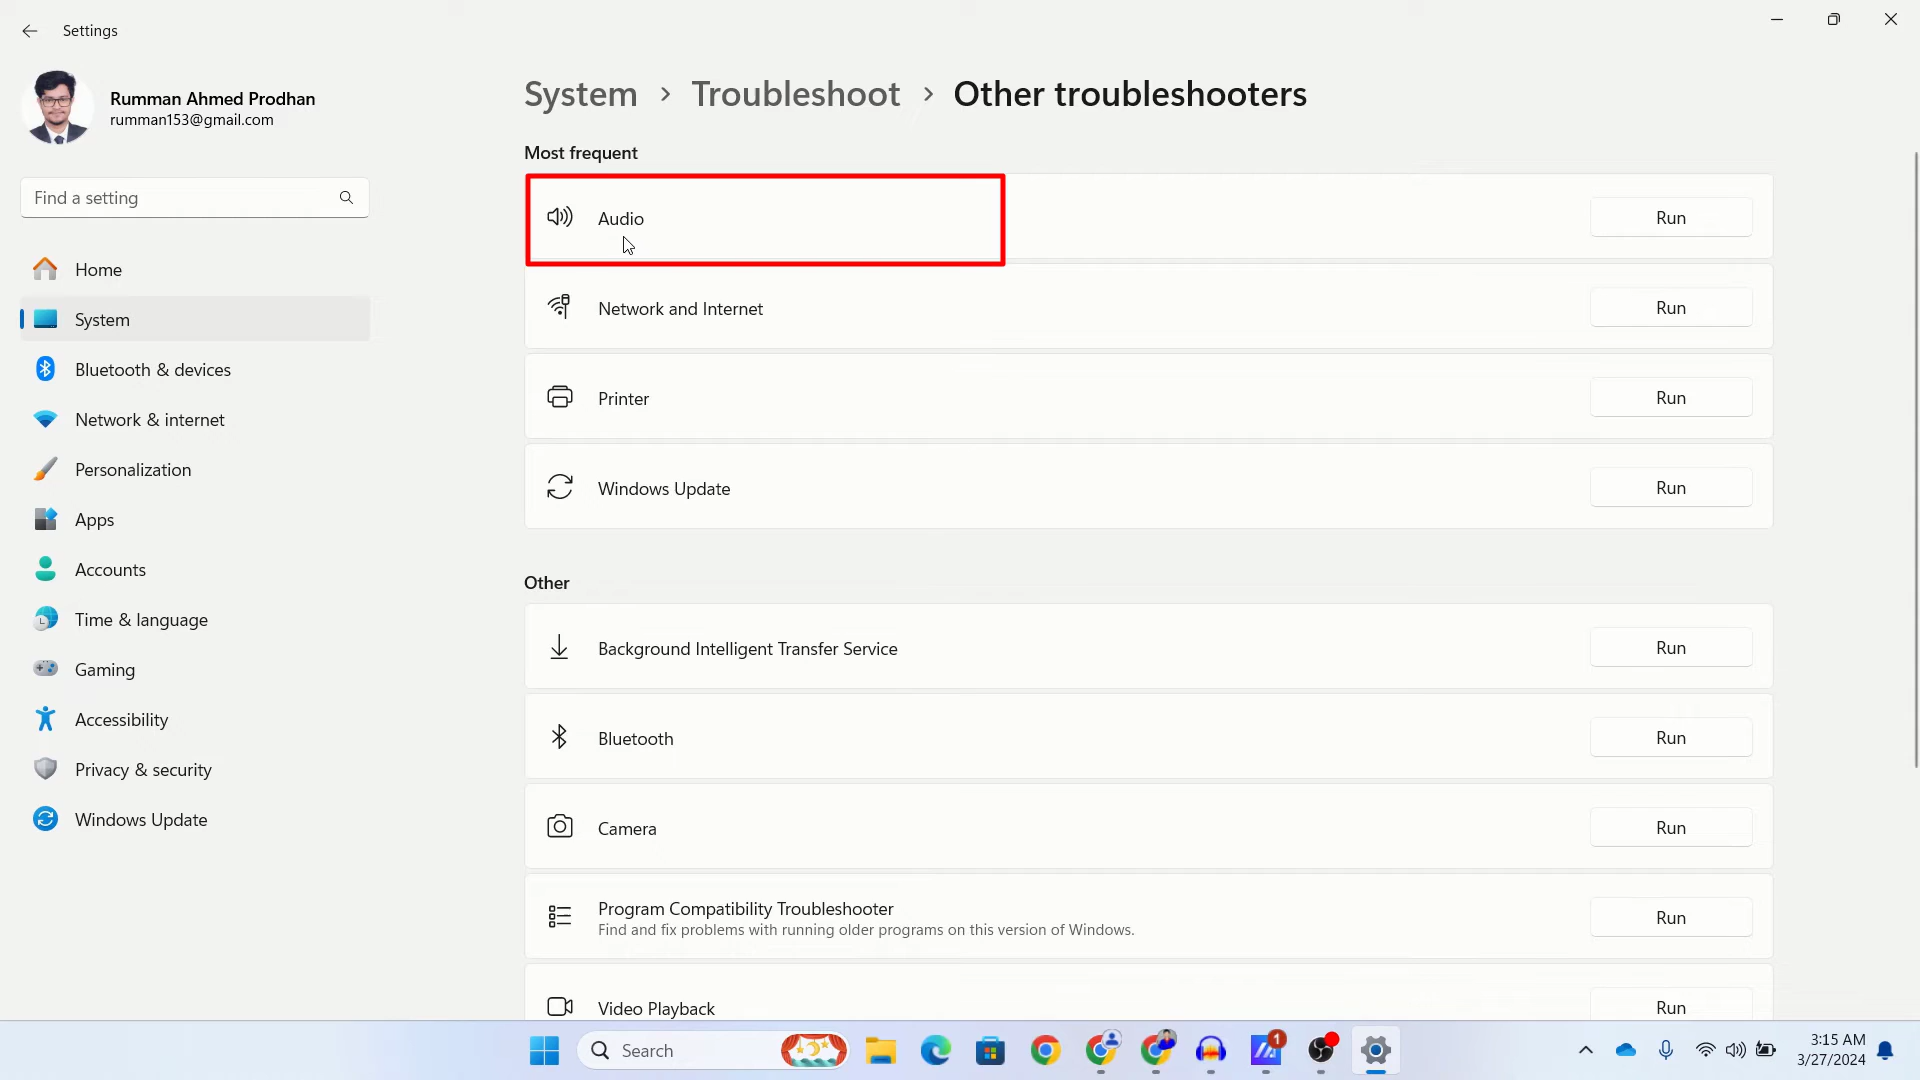 Settings
Rumman Ahmed Prodhan
rumman153@gmail.com
Find a setting
Home
System
Bluetooth & devices
Network & internet
Personalization
Apps
Accounts
Time & language
Gaming
Accessibility
Privacy & security
Windows Update
System > Troubleshoot > Other troubleshooters
Most frequent
Audio Run
Network and Internet Run
Printer Run
Windows Update Run
Other
Background Intelligent Transfer Service Run
Bluetooth Run
Camera Run
Program Compatibility Troubleshooter
Find and fix problems with running older programs on this version of Windows.
Run
Video Playback Run
Search
1
3:15 AM
3/27/2024